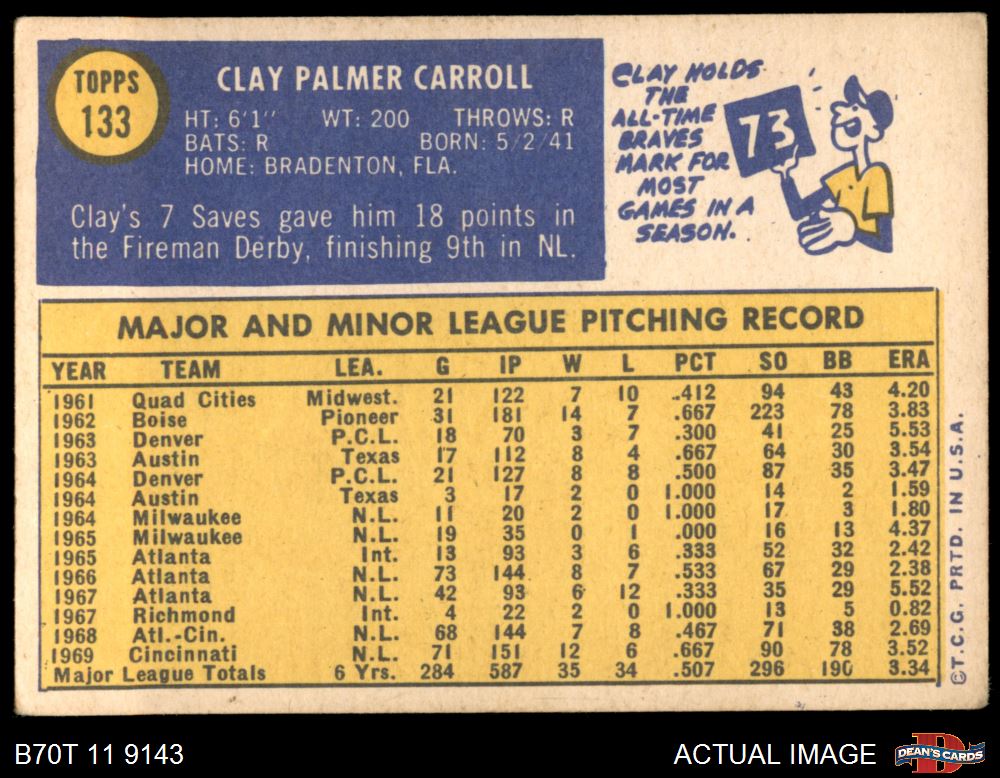 TOPPS
133
CLAY PALMER CARROLL
HT: 6'1" WT: 200 THROWS: R
BATS: R BORN: 5/2/41
HOME: BRADENTON, FLA.
Clay's 7 Saves gave him 18 points in
the Fireman Derby, finishing 9th in NL.
CLAY HOLDS
THE
ALL-TIME
BRAVES
MARK FOR
MOST
GAMES IN A
SEASON.
73
MAJOR AND MINOR LEAGUE PITCHING RECORD
YEAR TEAM LEA. G IP W L PCT SO BB ERA
1961 Quad Cities Midwest. 21 122 7 10 .412 94 43 4.20
1962 Boise Pioneer 31 181 14 7 .667 223 78 3.83
1963 Denver P.C.L. 18 70 3 7 .300 41 25 5.53
1963 Austin Texas 17 112 8 4 .667 64 30 3.54
1964 Denver P.C.L. 21 127 8 8 .500 87 35 3.47
1964 Austin Texas 3 17 2 0 1.000 14 2 1.59
1964 Milwaukee N.L. 11 20 2 0 1.000 17 3 1.80
1965 Milwaukee N.L. 19 35 0 1 .000 16 13 4.37
1965 Atlanta Int. 13 93 3 6 .333 52 32 2.42
1966 Atlanta N.L. 73 144 8 7 .533 67 29 2.38
1967 Atlanta N.L. 42 93 6 12 .333 35 29 5.52
1967 Richmond Int. 4 22 2 0 1.000 13 5 0.82
1968 Atl.-Cin. N.L. 68 144 7 8 .467 71 38 2.69
1969 Cincinnati N.L. 71 151 12 6 .667 90 78 3.52
Major League Totals 6 Yrs. 284 587 35 34 .507 296 190 3.34
©T.C.G. PRTD. IN U.S.A.
B70T 11 9143
ACTUAL IMAGE
DEAN'S CARDS